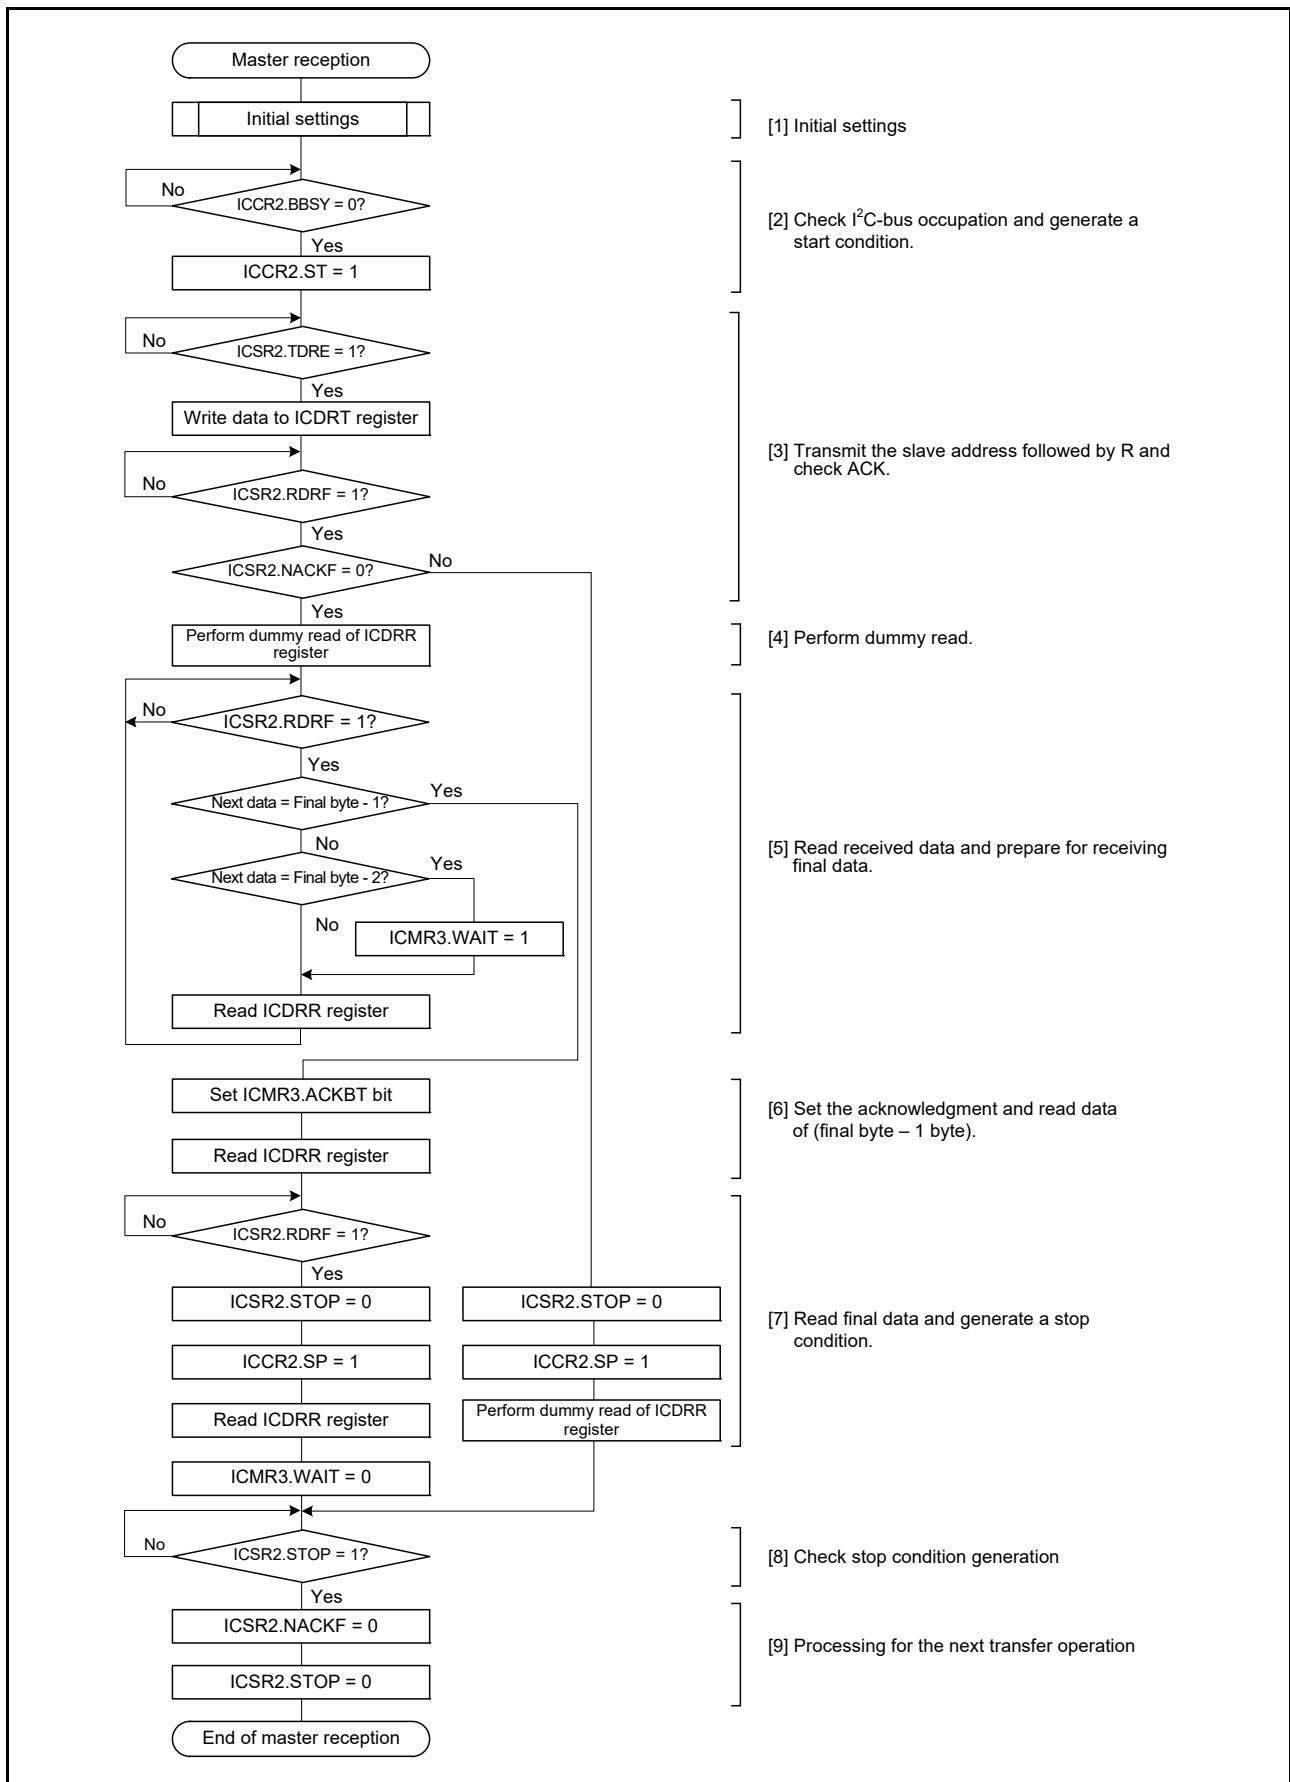 Master reception
Initial settings
[1] Initial settings
No
ICCR2.BBSY = 0?
Yes
ICCR2.ST = 1
[2] Check I²C-bus occupation and generate a
start condition.
No
ICSR2.TDRE = 1?
Yes
Write data to ICDRT register
No
ICSR2.RDRF = 1?
Yes
ICSR2.NACKF = 0?
No
Yes
[3] Transmit the slave address followed by R and
check ACK.
Perform dummy read of ICDRR
register
[4] Perform dummy read.
No
ICSR2.RDRF = 1?
Yes
Next data = Final byte - 1?
Yes
No
Next data = Final byte - 2?
Yes
No
ICMR3.WAIT = 1
Read ICDRR register
[5] Read received data and prepare for receiving
final data.
Set ICMR3.ACKBT bit
Read ICDRR register
[6] Set the acknowledgment and read data
of (final byte – 1 byte).
No
ICSR2.RDRF = 1?
Yes
ICSR2.STOP = 0
ICCR2.SP = 1
Read ICDRR register
ICMR3.WAIT = 0
ICSR2.STOP = 0
ICCR2.SP = 1
Perform dummy read of ICDRR
register
[7] Read final data and generate a stop
condition.
No
ICSR2.STOP = 1?
Yes
[8] Check stop condition generation
ICSR2.NACKF = 0
ICSR2.STOP = 0
[9] Processing for the next transfer operation
End of master reception